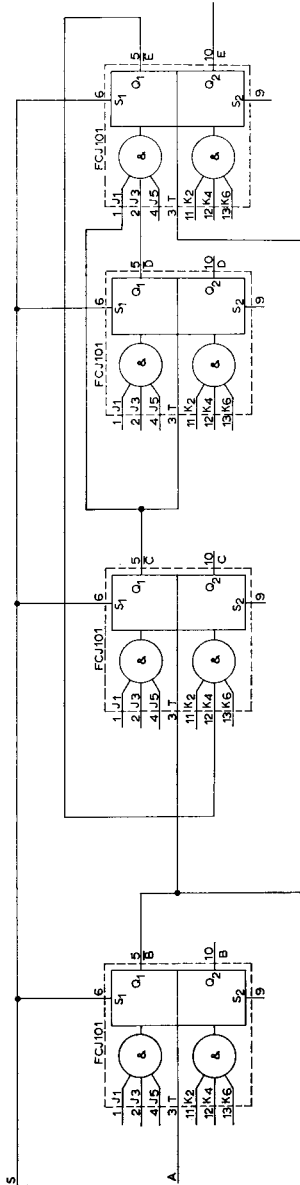 S
A
FCJ101
6
S1
1 J1
2 J3
4 J5
&
3 T
11 K2
12 K4
13 K6
&
Q1
5 B̅
Q2
10 B
S2
9
FCJ101
6
S1
1 J1
2 J3
4 J5
&
3 T
11 K2
12 K4
13 K6
&
Q1
5 C̅
Q2
10 C
S2
9
FCJ101
6
S1
1 J1
2 J3
4 J5
&
3 T
11 K2
12 K4
13 K6
&
Q1
5 D̅
Q2
10 D
S2
9
FCJ101
6
S1
1 J1
2 J3
4 J5
&
3 T
11 K2
12 K4
13 K6
&
Q1
5 E̅
Q2
10 E
S2
9